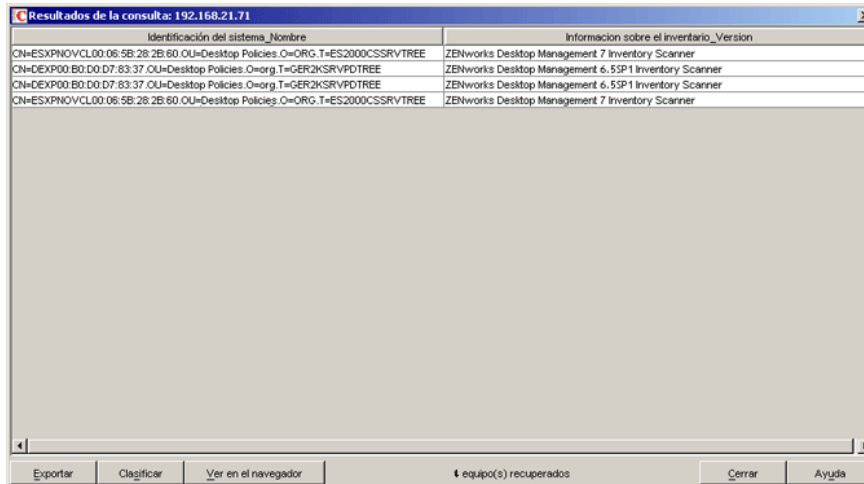 Resultados de la consulta: 192.168.21.71
Identificación del sistema_Nombre Informacion sobre el inventario_Version
CN=ESXPNOVCL00:06:5B:28:2B:60.OU=Desktop Policies.O=ORG.T=ES2000CSSRVTREE ZENworks Desktop Management 7 Inventory Scanner
CN=DEXP00:B0:D0:D7:83:37.OU=Desktop Policies.O=org.T=GER2KSRVPDTREE ZENworks Desktop Management 6.5SP1 Inventory Scanner
CN=DEXP00:B0:D0:D7:83:37.OU=Desktop Policies.O=org.T=GER2KSRVPDTREE ZENworks Desktop Management 6.5SP1 Inventory Scanner
CN=ESXPNOVCL00:06:5B:28:2B:60.OU=Desktop Policies.O=ORG.T=ES2000CSSRVTREE ZENworks Desktop Management 7 Inventory Scanner
Exportar Clasificar Ver en el navegador 4 equipo(s) recuperados Cerrar Ayuda